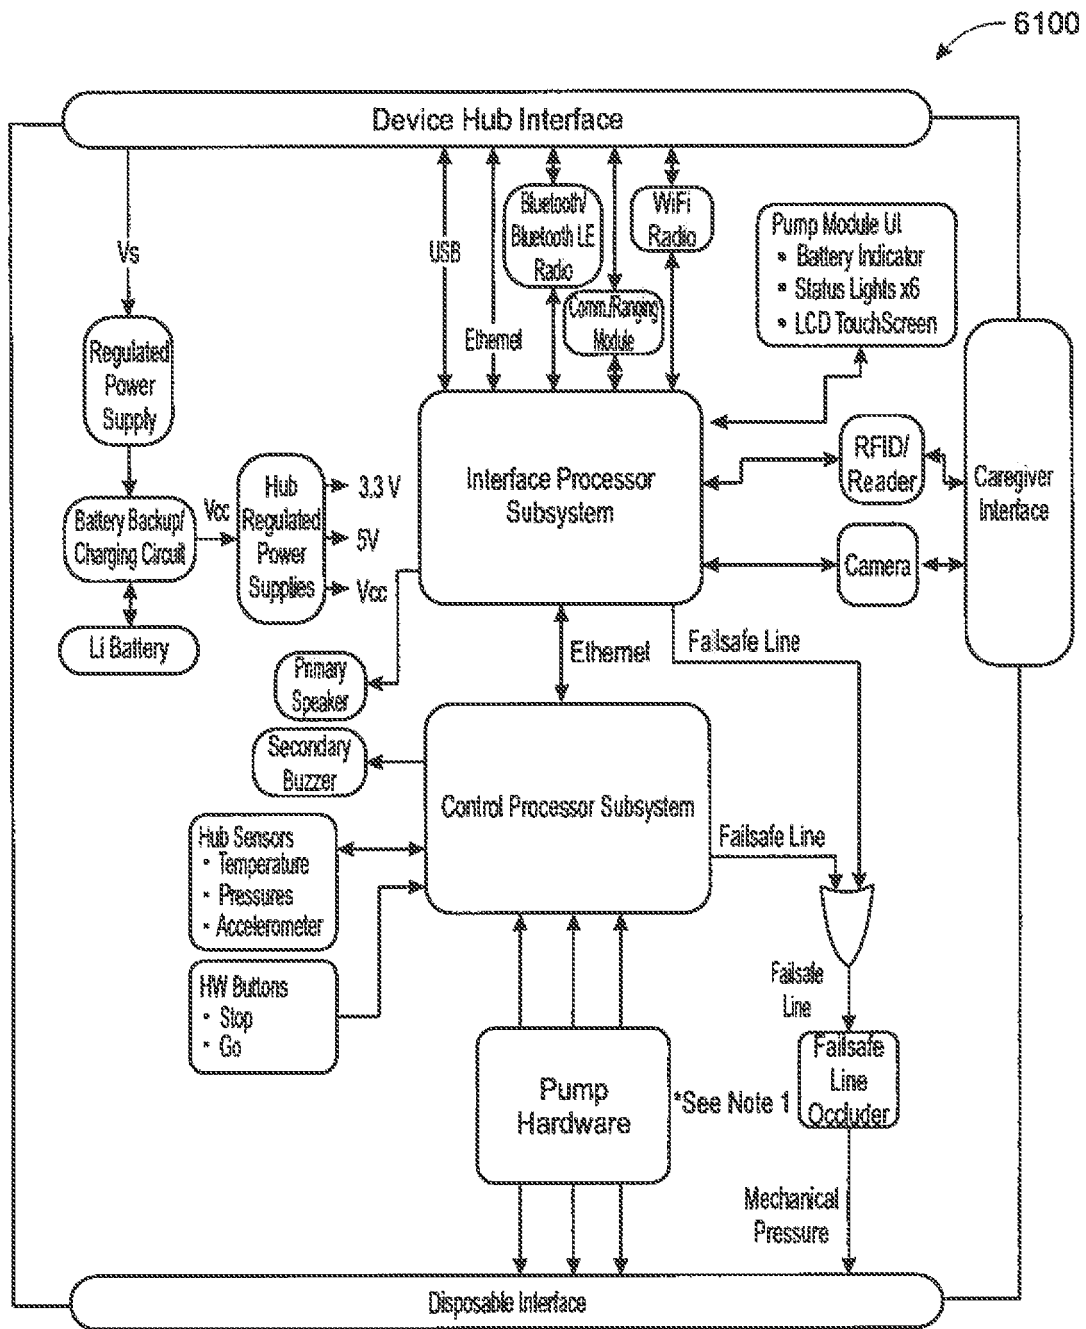 6100
Device Hub Interface
Vs
USB
Ethernet
Bluetooth/
Bluetooth LE
Radio
Comm./Ranging
Module
WiFi
Radio
Pump Module UI
• Battery Indicator
• Status Lights x6
• LCD TouchScreen
Regulated
Power
Supply
Battery Backup/
Charging Circuit
Vcc
Hub
Regulated
Power
Supplies
3.3 V
5V
Vcc
Li Battery
Interface Processor
Subsystem
RFID/
Reader
Camera
Caregiver
Interface
Primary
Speaker
Ethernet
Failsafe Line
Secondary
Buzzer
Control Processor Subsystem
Failsafe Line
Hub Sensors
• Temperature
• Pressures
• Accelerometer
HW Buttons
• Stop
• Go
Failsafe
Line
Pump
Hardware
*See Note 1
Failsafe
Line
Occluder
Mechanical
Pressure
Disposable Interface